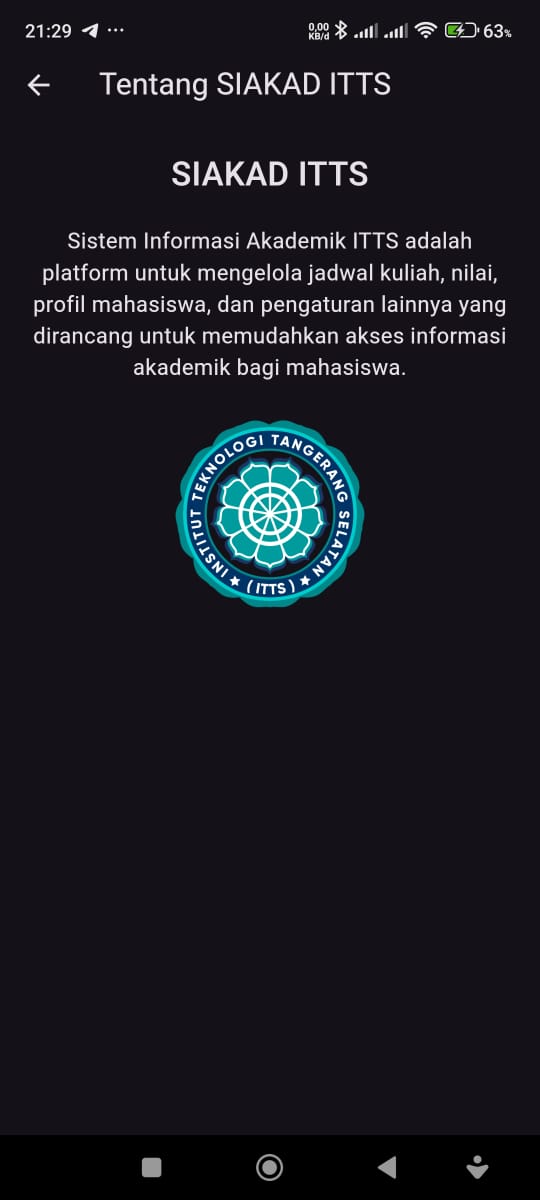 21:29
0,00
KB/d
63%
Tentang SIAKAD ITTS
SIAKAD ITTS
Sistem Informasi Akademik ITTS adalah
platform untuk mengelola jadwal kuliah, nilai,
profil mahasiswa, dan pengaturan lainnya yang
dirancang untuk memudahkan akses informasi
akademik bagi mahasiswa.
INSTITUT TEKNOLOGI TANGERANG SELATAN
( ITTS )